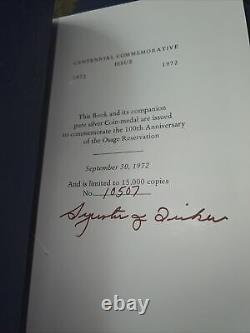 CENTENNIAL COMMEMORATIVE
1872 ISSUE 1972
This Book and its companion
pure silver Coin-medal are issued
to commemorate the 100th Anniversary
of the Osage Reservation
September 30, 1972
And is limited to 15,000 copies
No. 10507